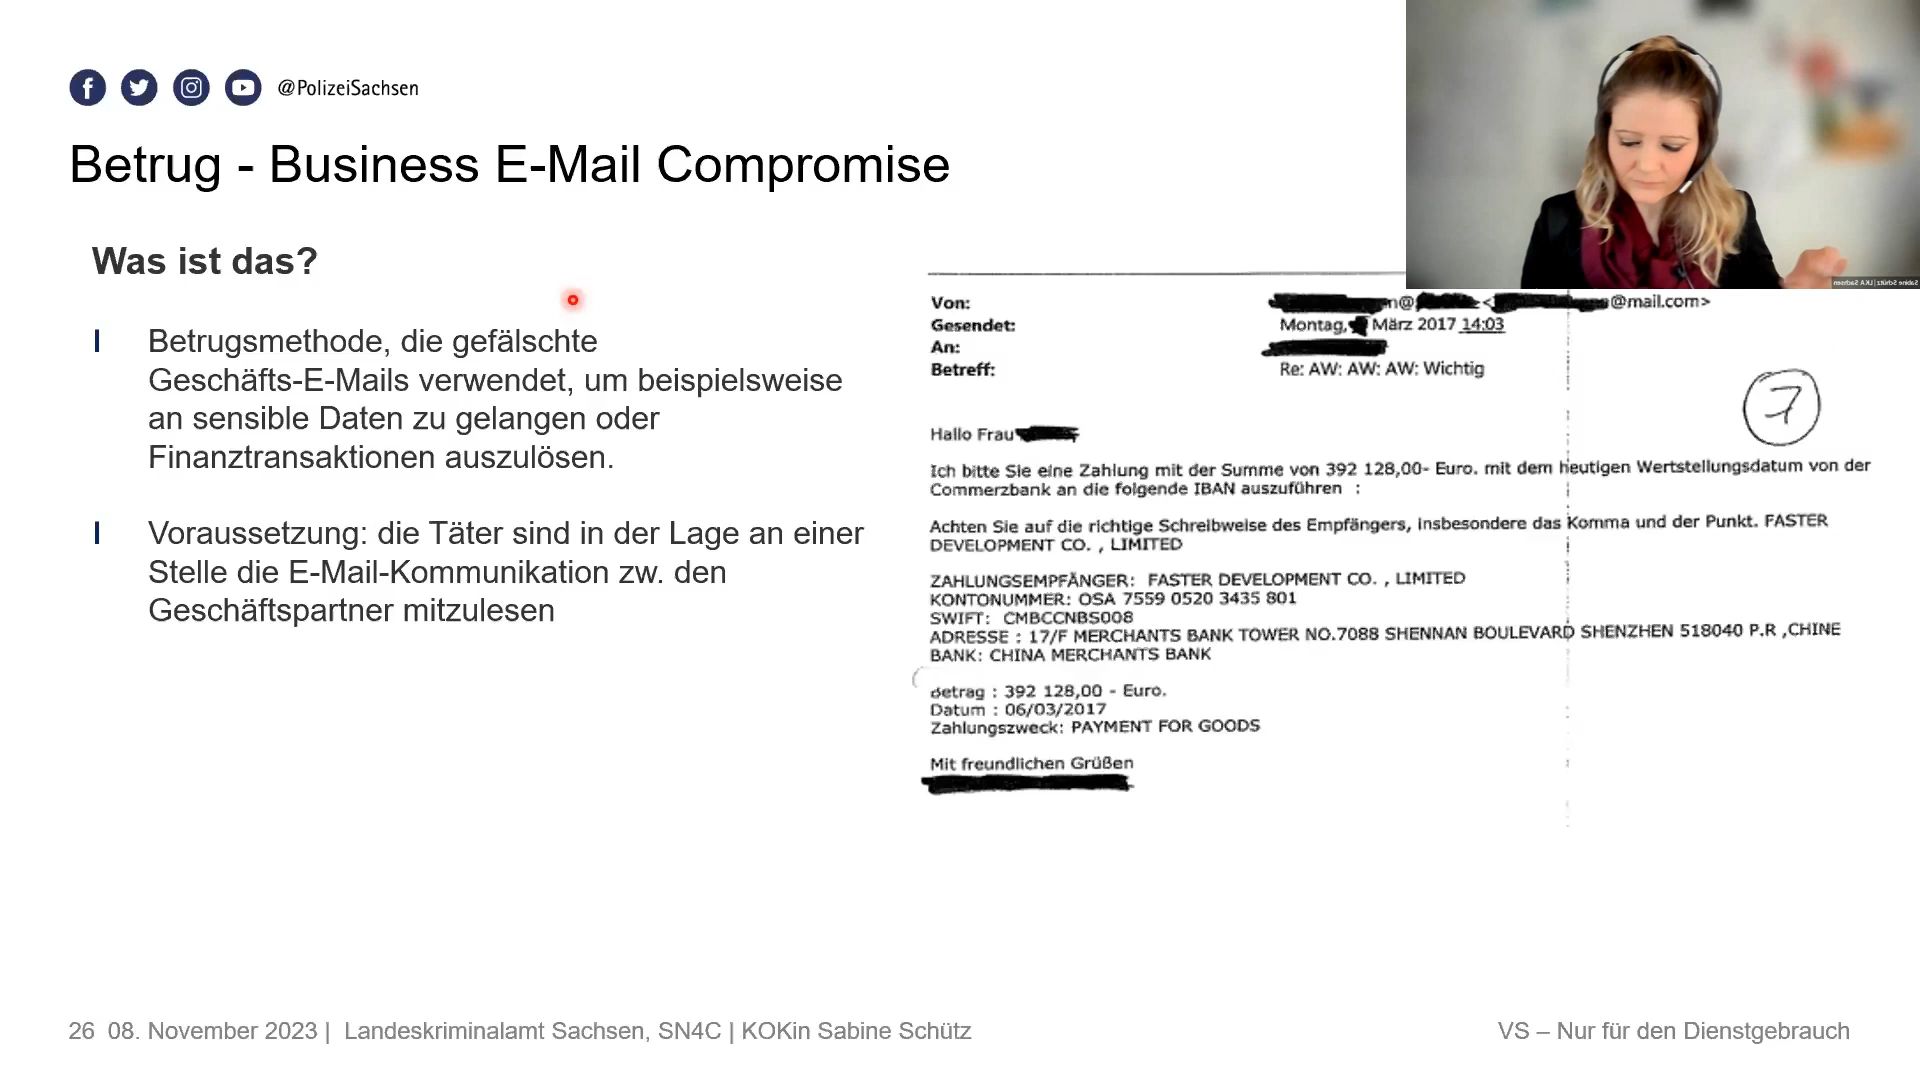 @PolizeiSachsen
Betrug - Business E-Mail Compromise
Was ist das?
Betrugsmethode, die gefälschte
Geschäfts-E-Mails verwendet, um beispielsweise
an sensible Daten zu gelangen oder
Finanztransaktionen auszulösen.
Voraussetzung: die Täter sind in der Lage an einer
Stelle die E-Mail-Kommunikation zw. den
Geschäftspartner mitzulesen
Sabine Schütz | LKA Sachsen
Von: n@ < @mail.com>
Gesendet: Montag, März 2017 14:03
An:
Betreff: Re: AW: AW: AW: Wichtig
7
Hallo Frau
Ich bitte Sie eine Zahlung mit der Summe von 392 128,00- Euro. mit dem heutigen Wertstellungsdatum von der
Commerzbank an die folgende IBAN auszuführen :
Achten Sie auf die richtige Schreibweise des Empfängers, insbesondere das Komma und der Punkt. FASTER
DEVELOPMENT CO. , LIMITED
ZAHLUNGSEMPFÄNGER: FASTER DEVELOPMENT CO. , LIMITED
KONTONUMMER: OSA 7559 0520 3435 801
SWIFT: CMBCCNBS008
ADRESSE : 17/F MERCHANTS BANK TOWER NO.7088 SHENNAN BOULEVARD SHENZHEN 518040 P.R ,CHINE
BANK: CHINA MERCHANTS BANK
Betrag : 392 128,00 - Euro.
Datum : 06/03/2017
Zahlungszweck: PAYMENT FOR GOODS
Mit freundlichen Grüßen
26 08. November 2023 | Landeskriminalamt Sachsen, SN4C | KOKin Sabine Schütz
VS – Nur für den Dienstgebrauch